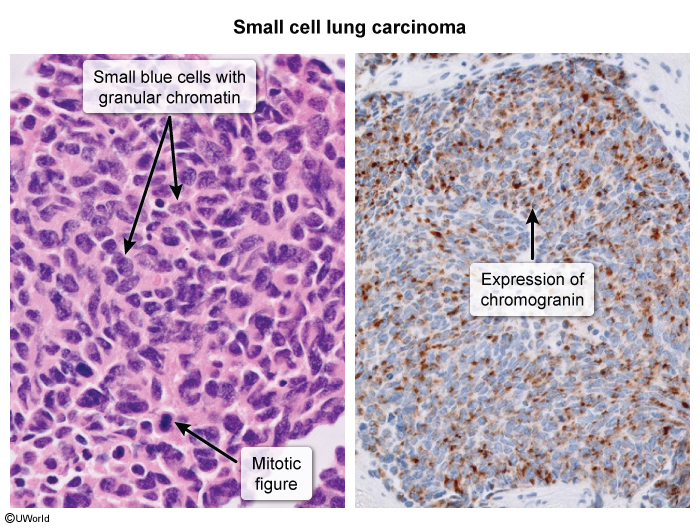 Small cell lung carcinoma
Small blue cells with
granular chromatin
Expression of
chromogranin
Mitotic
figure
©UWorld